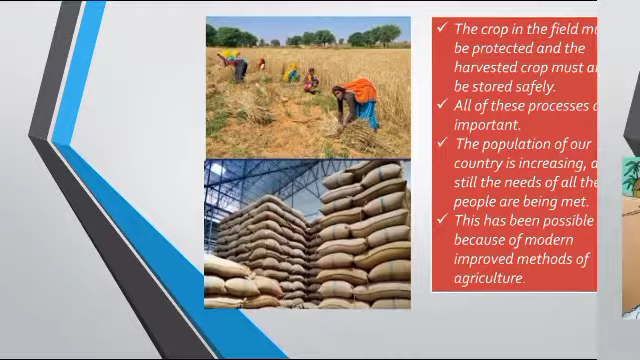 The crop in the field
be protected and the
harvested crop must
be stored safely.
All of these processes
important.
The population of our
country is increasing,
still the needs of all the
people are being met.
This has been possible
because of modern
improved methods of
agriculture.